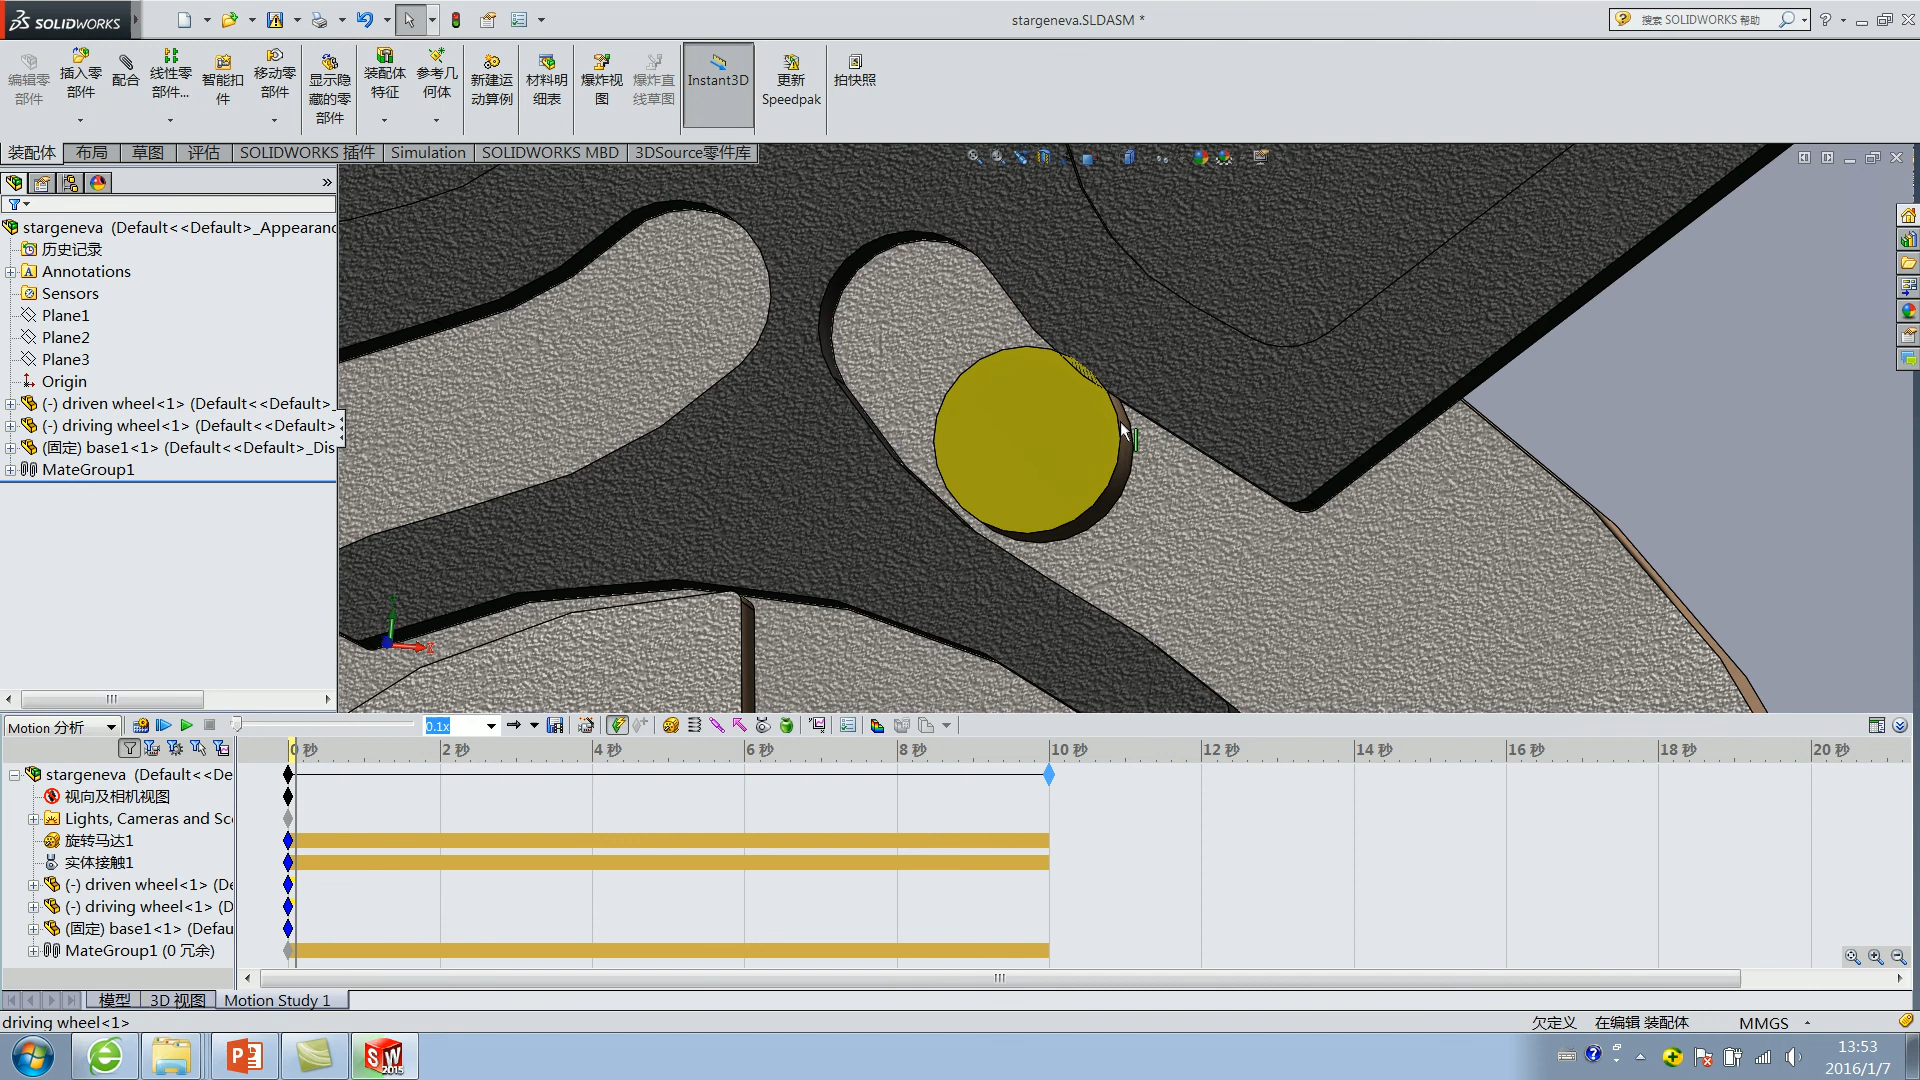 SOLIDWORKS
stargeneva.SLDASM *
搜索 SOLIDWORKS 帮助
编辑零部件
插入零部件
配合
线性零部件...
智能扣件
移动零部件
显示隐藏的零部件
装配体特征
参考几何体
新建运动算例
材料明细表
爆炸视图
爆炸直线草图
Instant3D
更新 Speedpak
拍快照
装配体 布局 草图 评估 SOLIDWORKS 插件 Simulation SOLIDWORKS MBD 3DSource零件库
stargeneva (Default<<Default>_Appearanc
历史记录
Annotations
Sensors
Plane1
Plane2
Plane3
Origin
(-) driven wheel<1> (Default<<Default>_
(-) driving wheel<1> (Default<<Default>
(固定) base1<1> (Default<<Default>_Dis
MateGroup1
Motion 分析
0.1x
0 秒 2 秒 4 秒 6 秒 8 秒 10 秒 12 秒 14 秒 16 秒 18 秒 20 秒
stargeneva (Default<<De
视向及相机视图
Lights, Cameras and Sc
旋转马达1
实体接触1
(-) driven wheel<1> (De
(-) driving wheel<1> (D
(固定) base1<1> (Defau
MateGroup1 (0 冗余)
模型 3D 视图 Motion Study 1
driving wheel<1>
欠定义 在编辑 装配体 MMGS
SW 2015
13:53
2016/1/7